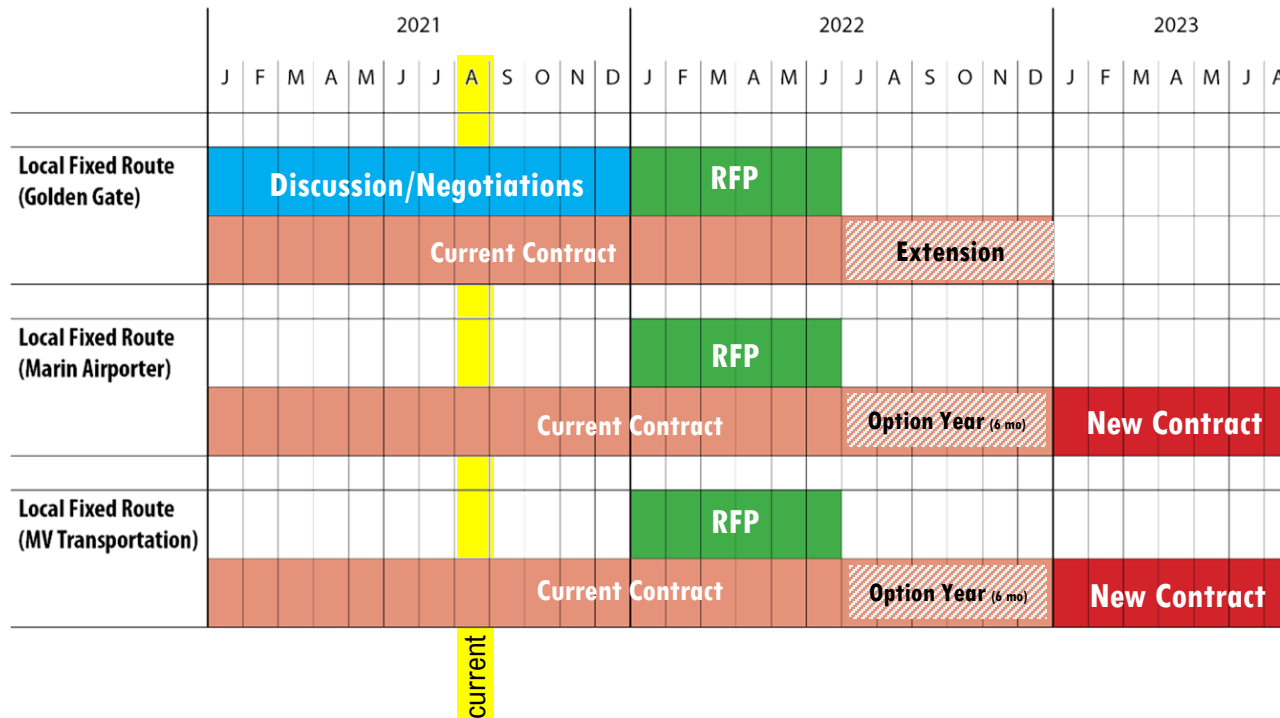 2021 2022 2023
J F M A M J J A S O N D J F M A M J J A S O N D J F M A M J A
Local Fixed Route
(Golden Gate)
Discussion/Negotiations
RFP
Current Contract
Extension
Local Fixed Route
(Marin Airporter)
RFP
Current Contract
Option Year (6 mo)
New Contract
Local Fixed Route
(MV Transportation)
RFP
Current Contract
Option Year (6 mo)
New Contract
current